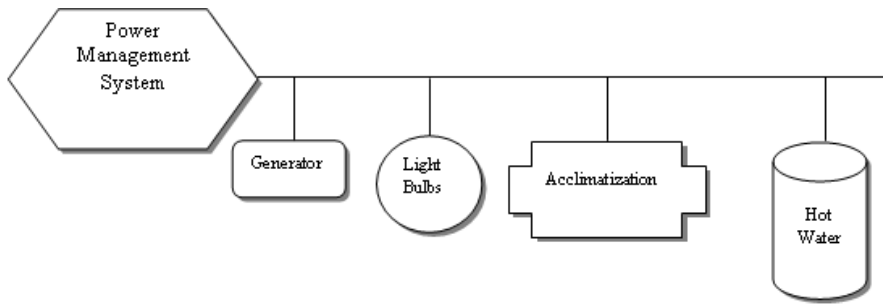 Power
Management
System
Generator
Light
Bulbs
Acclimatization
Hot
Water